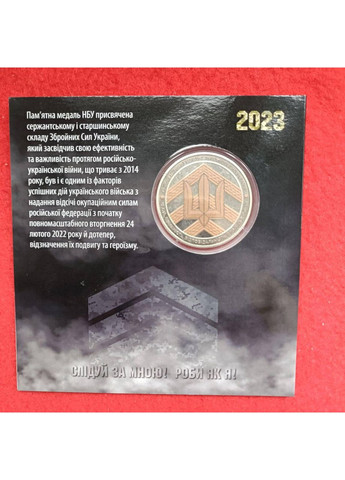 Пам'ятна медаль НБУ присвячена
сержантському і старшинському
складу Збройних Сил України,
який засвідчив свою ефективність
та важливість протягом російсько-
української війни, що триває з 2014
року, був і є одним із факторів
успішних дій українського війська з
надання відсічі окупаційним силам
російської федерації з початку
повномасштабного вторгнення 24
лютого 2022 року й дотепер,
відзначення їх подвигу та героїзму.
2023
СЛІДУЙ ЗА МНОЮ! РОБИ ЯК Я!